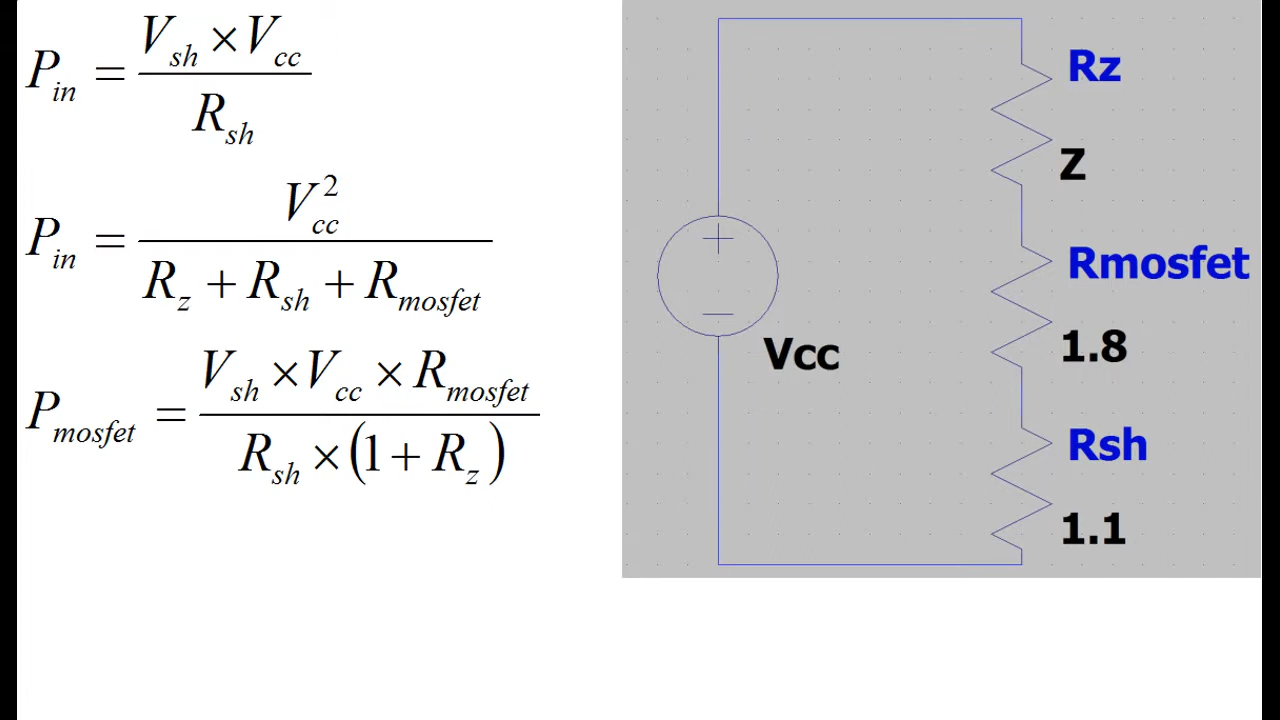 P_in = (V_sh × V_cc) / R_sh
P_in = V_cc^2 / (R_z + R_sh + R_mosfet)
P_mosfet = (V_sh × V_cc × R_mosfet) / (R_sh × (1 + R_z))
Rz
Z
Rmosfet
1.8
Vcc
Rsh
1.1